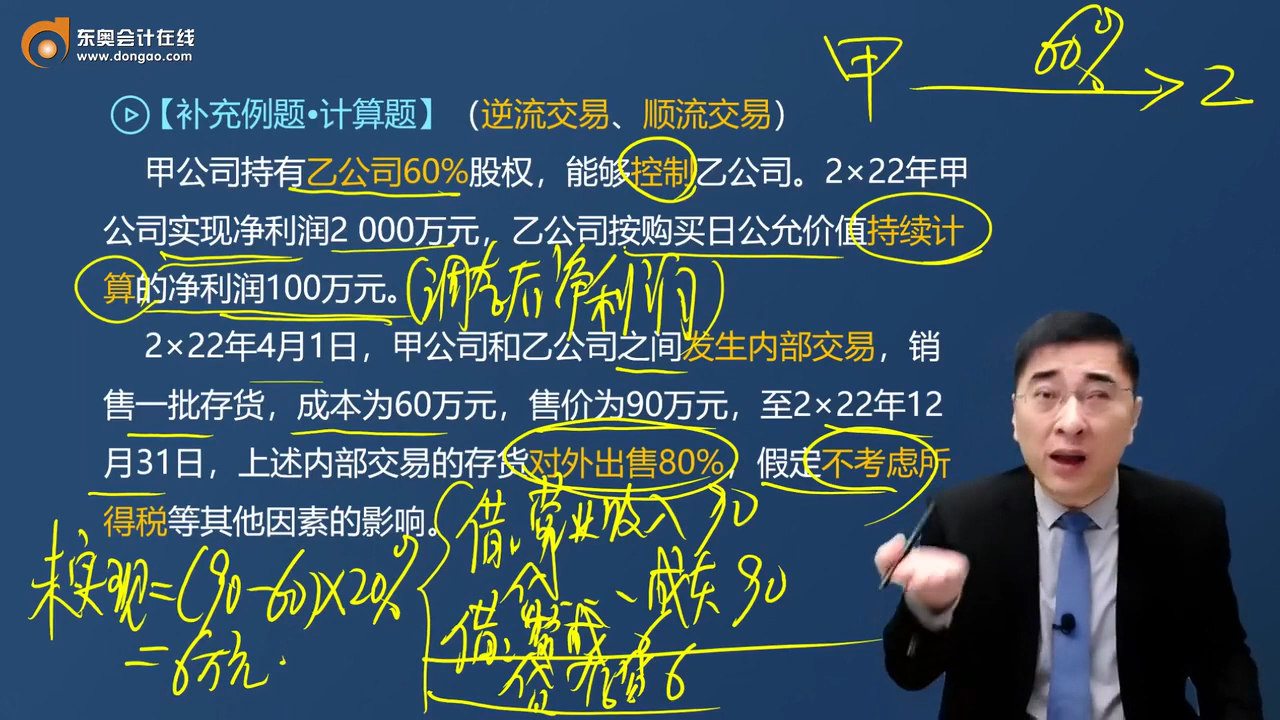 东奥会计在线
www.dongao.com
甲 60% 乙
【补充例题•计算题】(逆流交易、顺流交易)
甲公司持有乙公司60%股权，能够控制乙公司。2×22年甲
公司实现净利润2 000万元，乙公司按购买日公允价值持续计
算的净利润100万元。(调整后净利润)
2×22年4月1日，甲公司和乙公司之间发生内部交易，销
售一批存货，成本为60万元，售价为90万元，至2×22年12
月31日，上述内部交易的存货对外出售80%，假定不考虑所
得税等其他因素的影响。
借:营业收入 90
未实现=(90-60)×20%
贷 成本 90
=6万元.
借:营成
贷 存货 6